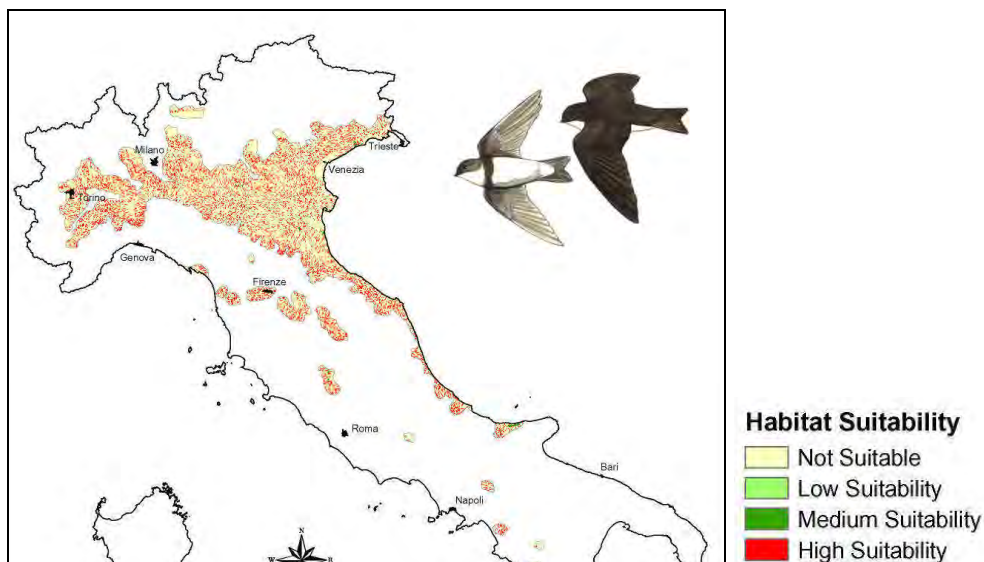 Milano
Trieste
Venezia
Torino
Genova
Firenze
Roma
Bari
Napoli
N
W
E
Habitat Suitability
Not Suitable
Low Suitability
Medium Suitability
High Suitability